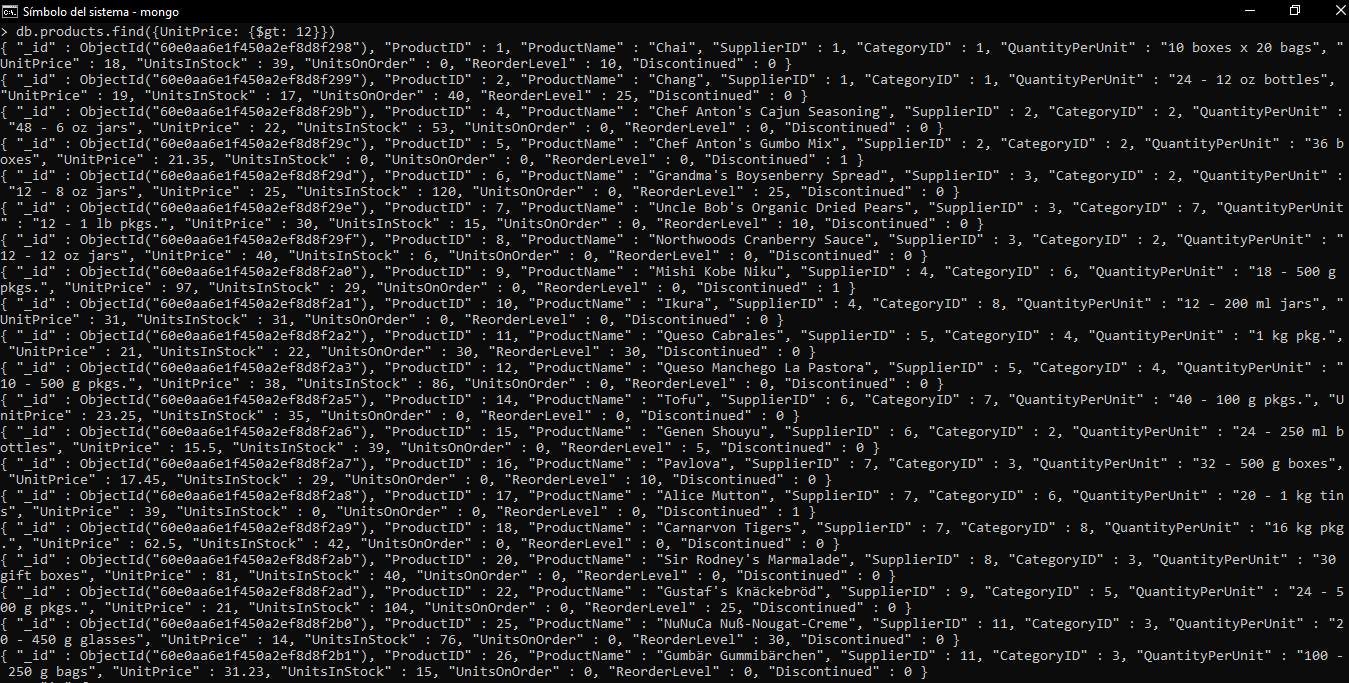 Símbolo del sistema - mongo
> db.products.find({UnitPrice: {$gt: 12}})
{ "_id" : ObjectId("60e0aa6e1f450a2ef8d8f298"), "ProductID" : 1, "ProductName" : "Chai", "SupplierID" : 1, "CategoryID" : 1, "QuantityPerUnit" : "10 boxes x 20 bags", "
UnitPrice" : 18, "UnitsInStock" : 39, "UnitsOnOrder" : 0, "ReorderLevel" : 10, "Discontinued" : 0 }
{ "_id" : ObjectId("60e0aa6e1f450a2ef8d8f299"), "ProductID" : 2, "ProductName" : "Chang", "SupplierID" : 1, "CategoryID" : 1, "QuantityPerUnit" : "24 - 12 oz bottles",
"UnitPrice" : 19, "UnitsInStock" : 17, "UnitsOnOrder" : 40, "ReorderLevel" : 25, "Discontinued" : 0 }
{ "_id" : ObjectId("60e0aa6e1f450a2ef8d8f29b"), "ProductID" : 4, "ProductName" : "Chef Anton's Cajun Seasoning", "SupplierID" : 2, "CategoryID" : 2, "QuantityPerUnit" :
"48 - 6 oz jars", "UnitPrice" : 22, "UnitsInStock" : 53, "UnitsOnOrder" : 0, "ReorderLevel" : 0, "Discontinued" : 0 }
{ "_id" : ObjectId("60e0aa6e1f450a2ef8d8f29c"), "ProductID" : 5, "ProductName" : "Chef Anton's Gumbo Mix", "SupplierID" : 2, "CategoryID" : 2, "QuantityPerUnit" : "36 b
oxes", "UnitPrice" : 21.35, "UnitsInStock" : 0, "UnitsOnOrder" : 0, "ReorderLevel" : 0, "Discontinued" : 1 }
{ "_id" : ObjectId("60e0aa6e1f450a2ef8d8f29d"), "ProductID" : 6, "ProductName" : "Grandma's Boysenberry Spread", "SupplierID" : 3, "CategoryID" : 2, "QuantityPerUnit" :
"12 - 8 oz jars", "UnitPrice" : 25, "UnitsInStock" : 120, "UnitsOnOrder" : 0, "ReorderLevel" : 25, "Discontinued" : 0 }
{ "_id" : ObjectId("60e0aa6e1f450a2ef8d8f29e"), "ProductID" : 7, "ProductName" : "Uncle Bob's Organic Dried Pears", "SupplierID" : 3, "CategoryID" : 7, "QuantityPerUnit
" : "12 - 1 lb pkgs.", "UnitPrice" : 30, "UnitsInStock" : 15, "UnitsOnOrder" : 0, "ReorderLevel" : 10, "Discontinued" : 0 }
{ "_id" : ObjectId("60e0aa6e1f450a2ef8d8f29f"), "ProductID" : 8, "ProductName" : "Northwoods Cranberry Sauce", "SupplierID" : 3, "CategoryID" : 2, "QuantityPerUnit" : "
12 - 12 oz jars", "UnitPrice" : 40, "UnitsInStock" : 6, "UnitsOnOrder" : 0, "ReorderLevel" : 0, "Discontinued" : 0 }
{ "_id" : ObjectId("60e0aa6e1f450a2ef8d8f2a0"), "ProductID" : 9, "ProductName" : "Mishi Kobe Niku", "SupplierID" : 4, "CategoryID" : 6, "QuantityPerUnit" : "18 - 500 g
pkgs.", "UnitPrice" : 97, "UnitsInStock" : 29, "UnitsOnOrder" : 0, "ReorderLevel" : 0, "Discontinued" : 1 }
{ "_id" : ObjectId("60e0aa6e1f450a2ef8d8f2a1"), "ProductID" : 10, "ProductName" : "Ikura", "SupplierID" : 4, "CategoryID" : 8, "QuantityPerUnit" : "12 - 200 ml jars", "
UnitPrice" : 31, "UnitsInStock" : 31, "UnitsOnOrder" : 0, "ReorderLevel" : 0, "Discontinued" : 0 }
{ "_id" : ObjectId("60e0aa6e1f450a2ef8d8f2a2"), "ProductID" : 11, "ProductName" : "Queso Cabrales", "SupplierID" : 5, "CategoryID" : 4, "QuantityPerUnit" : "1 kg pkg.",
"UnitPrice" : 21, "UnitsInStock" : 22, "UnitsOnOrder" : 30, "ReorderLevel" : 30, "Discontinued" : 0 }
{ "_id" : ObjectId("60e0aa6e1f450a2ef8d8f2a3"), "ProductID" : 12, "ProductName" : "Queso Manchego La Pastora", "SupplierID" : 5, "CategoryID" : 4, "QuantityPerUnit" : "
10 - 500 g pkgs.", "UnitPrice" : 38, "UnitsInStock" : 86, "UnitsOnOrder" : 0, "ReorderLevel" : 0, "Discontinued" : 0 }
{ "_id" : ObjectId("60e0aa6e1f450a2ef8d8f2a5"), "ProductID" : 14, "ProductName" : "Tofu", "SupplierID" : 6, "CategoryID" : 7, "QuantityPerUnit" : "40 - 100 g pkgs.", "U
nitPrice" : 23.25, "UnitsInStock" : 35, "UnitsOnOrder" : 0, "ReorderLevel" : 0, "Discontinued" : 0 }
{ "_id" : ObjectId("60e0aa6e1f450a2ef8d8f2a6"), "ProductID" : 15, "ProductName" : "Genen Shouyu", "SupplierID" : 6, "CategoryID" : 2, "QuantityPerUnit" : "24 - 250 ml b
ottles", "UnitPrice" : 15.5, "UnitsInStock" : 39, "UnitsOnOrder" : 0, "ReorderLevel" : 5, "Discontinued" : 0 }
{ "_id" : ObjectId("60e0aa6e1f450a2ef8d8f2a7"), "ProductID" : 16, "ProductName" : "Pavlova", "SupplierID" : 7, "CategoryID" : 3, "QuantityPerUnit" : "32 - 500 g boxes",
"UnitPrice" : 17.45, "UnitsInStock" : 29, "UnitsOnOrder" : 0, "ReorderLevel" : 10, "Discontinued" : 0 }
{ "_id" : ObjectId("60e0aa6e1f450a2ef8d8f2a8"), "ProductID" : 17, "ProductName" : "Alice Mutton", "SupplierID" : 7, "CategoryID" : 6, "QuantityPerUnit" : "20 - 1 kg tin
s", "UnitPrice" : 39, "UnitsInStock" : 0, "UnitsOnOrder" : 0, "ReorderLevel" : 0, "Discontinued" : 1 }
{ "_id" : ObjectId("60e0aa6e1f450a2ef8d8f2a9"), "ProductID" : 18, "ProductName" : "Carnarvon Tigers", "SupplierID" : 7, "CategoryID" : 8, "QuantityPerUnit" : "16 kg pkg
.", "UnitPrice" : 62.5, "UnitsInStock" : 42, "UnitsOnOrder" : 0, "ReorderLevel" : 0, "Discontinued" : 0 }
{ "_id" : ObjectId("60e0aa6e1f450a2ef8d8f2ab"), "ProductID" : 20, "ProductName" : "Sir Rodney's Marmalade", "SupplierID" : 8, "CategoryID" : 3, "QuantityPerUnit" : "30
gift boxes", "UnitPrice" : 81, "UnitsInStock" : 40, "UnitsOnOrder" : 0, "ReorderLevel" : 0, "Discontinued" : 0 }
{ "_id" : ObjectId("60e0aa6e1f450a2ef8d8f2ad"), "ProductID" : 22, "ProductName" : "Gustaf's Knäckebröd", "SupplierID" : 9, "CategoryID" : 5, "QuantityPerUnit" : "24 - 5
00 g pkgs.", "UnitPrice" : 21, "UnitsInStock" : 104, "UnitsOnOrder" : 0, "ReorderLevel" : 25, "Discontinued" : 0 }
{ "_id" : ObjectId("60e0aa6e1f450a2ef8d8f2b0"), "ProductID" : 25, "ProductName" : "NuNuCa Nuß-Nougat-Creme", "SupplierID" : 11, "CategoryID" : 3, "QuantityPerUnit" : "2
0 - 450 g glasses", "UnitPrice" : 14, "UnitsInStock" : 76, "UnitsOnOrder" : 0, "ReorderLevel" : 30, "Discontinued" : 0 }
{ "_id" : ObjectId("60e0aa6e1f450a2ef8d8f2b1"), "ProductID" : 26, "ProductName" : "Gumbär Gummibärchen", "SupplierID" : 11, "CategoryID" : 3, "QuantityPerUnit" : "100 -
250 g bags", "UnitPrice" : 31.23, "UnitsInStock" : 15, "UnitsOnOrder" : 0, "ReorderLevel" : 0, "Discontinued" : 0 }